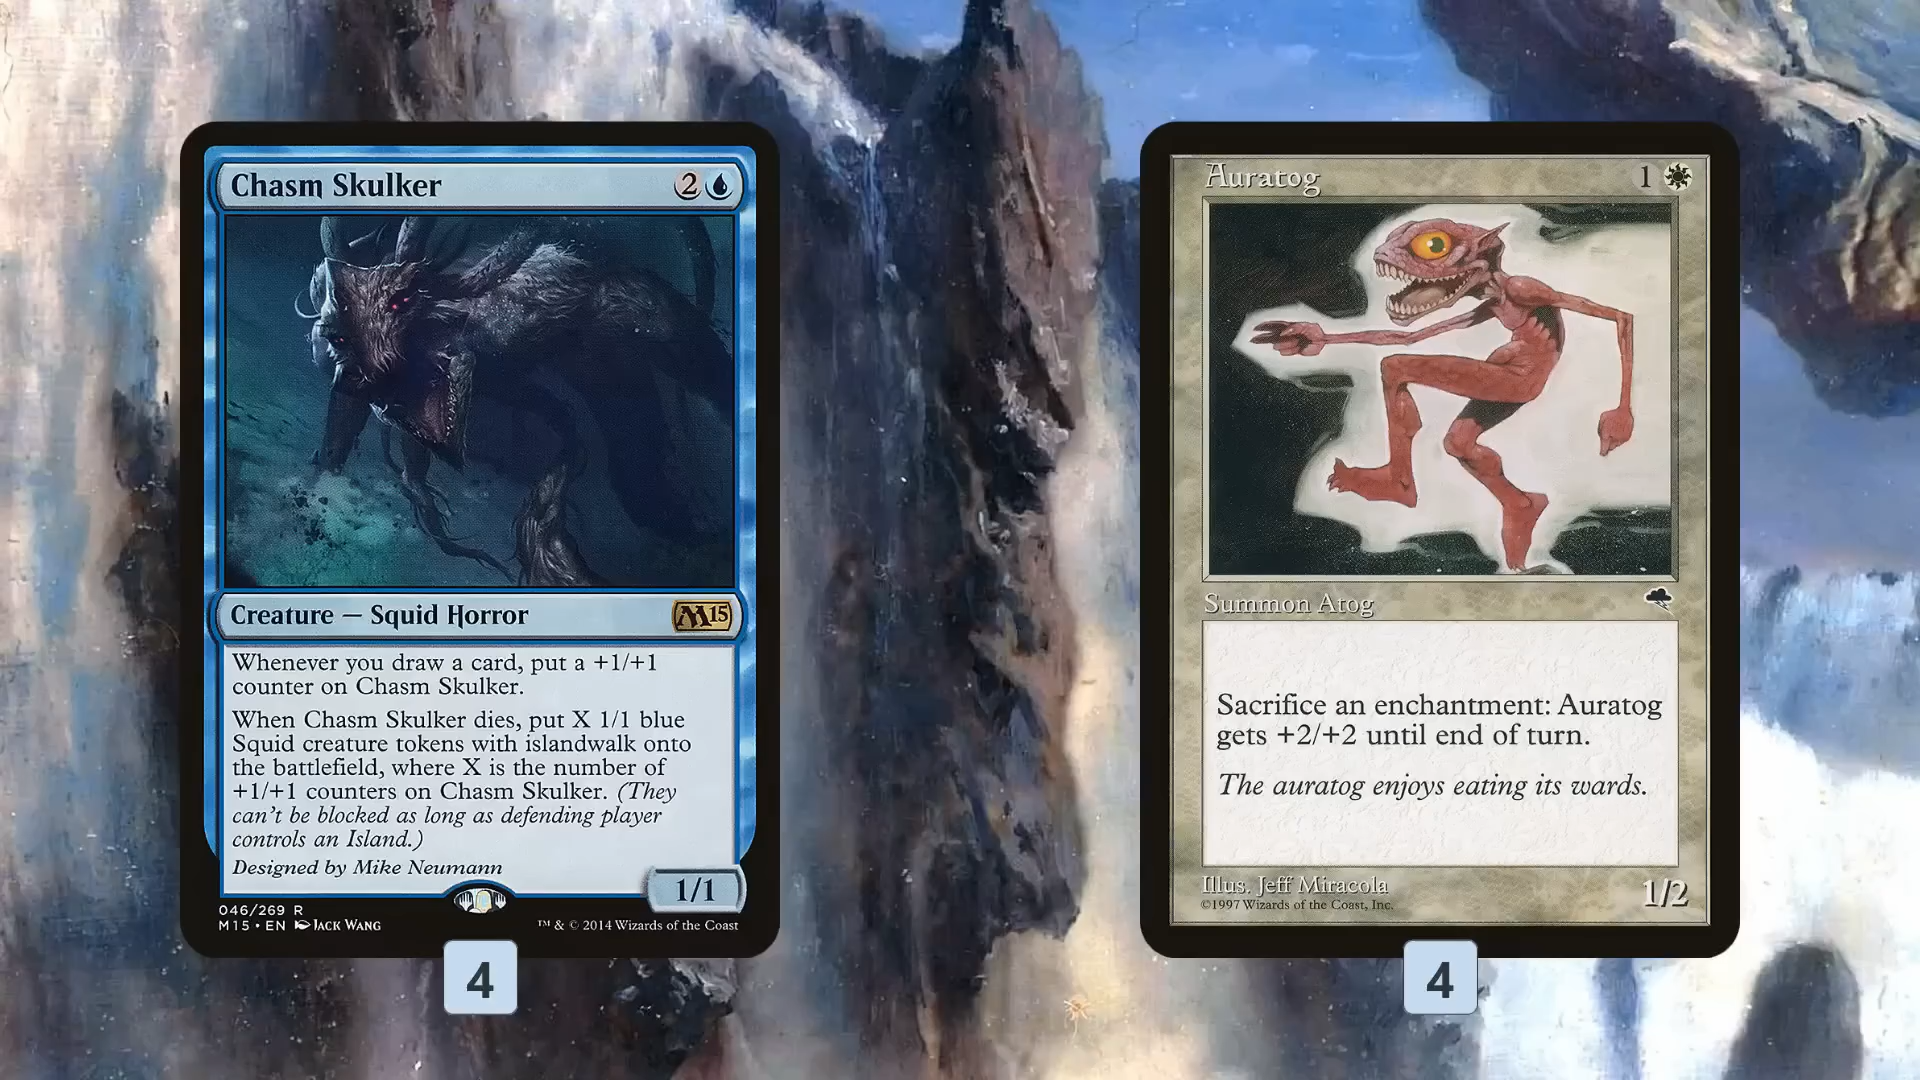 Chasm Skulker
2
Creature — Squid Horror
M15
Whenever you draw a card, put a +1/+1
counter on Chasm Skulker.
When Chasm Skulker dies, put X 1/1 blue
Squid creature tokens with islandwalk onto
the battlefield, where X is the number of
+1/+1 counters on Chasm Skulker. (They
can't be blocked as long as defending player
controls an Island.)
Designed by Mike Neumann
1/1
046/269 R
M15 • EN JACK WANG
™ & © 2014 Wizards of the Coast
4
Auratog
1
Summon Atog
Sacrifice an enchantment: Auratog
gets +2/+2 until end of turn.
The auratog enjoys eating its wards.
Illus. Jeff Miracola
©1997 Wizards of the Coast, Inc.
1/2
4